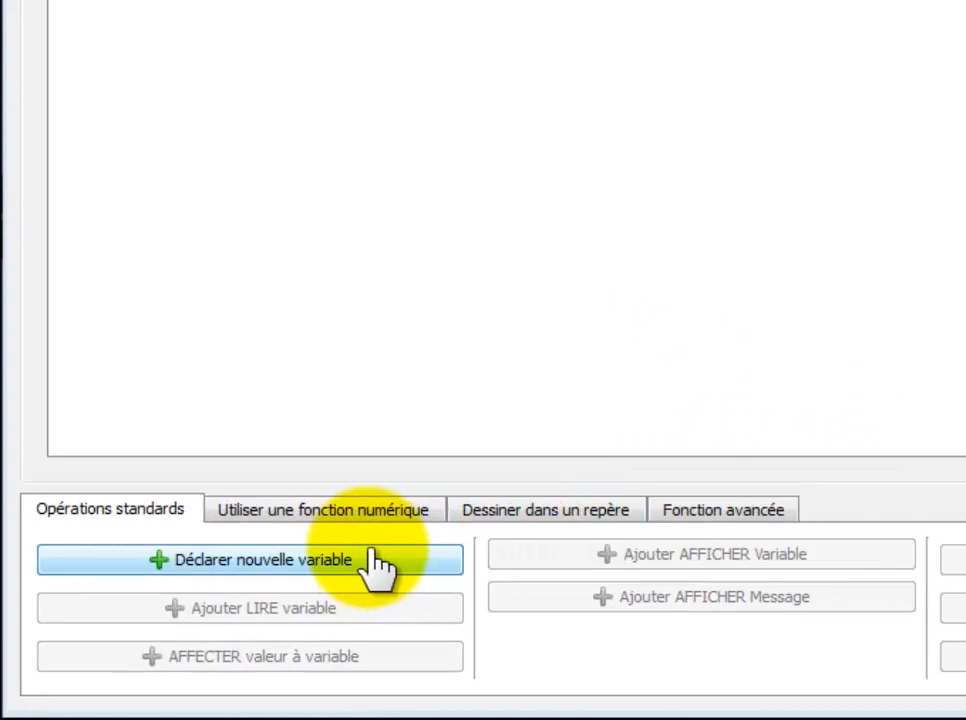 Opérations standards
Utiliser une fonction numérique
Dessiner dans un repère
Fonction avancée
Déclarer nouvelle variable
Ajouter LIRE variable
AFFECTER valeur à variable
Ajouter AFFICHER Variable
Ajouter AFFICHER Message